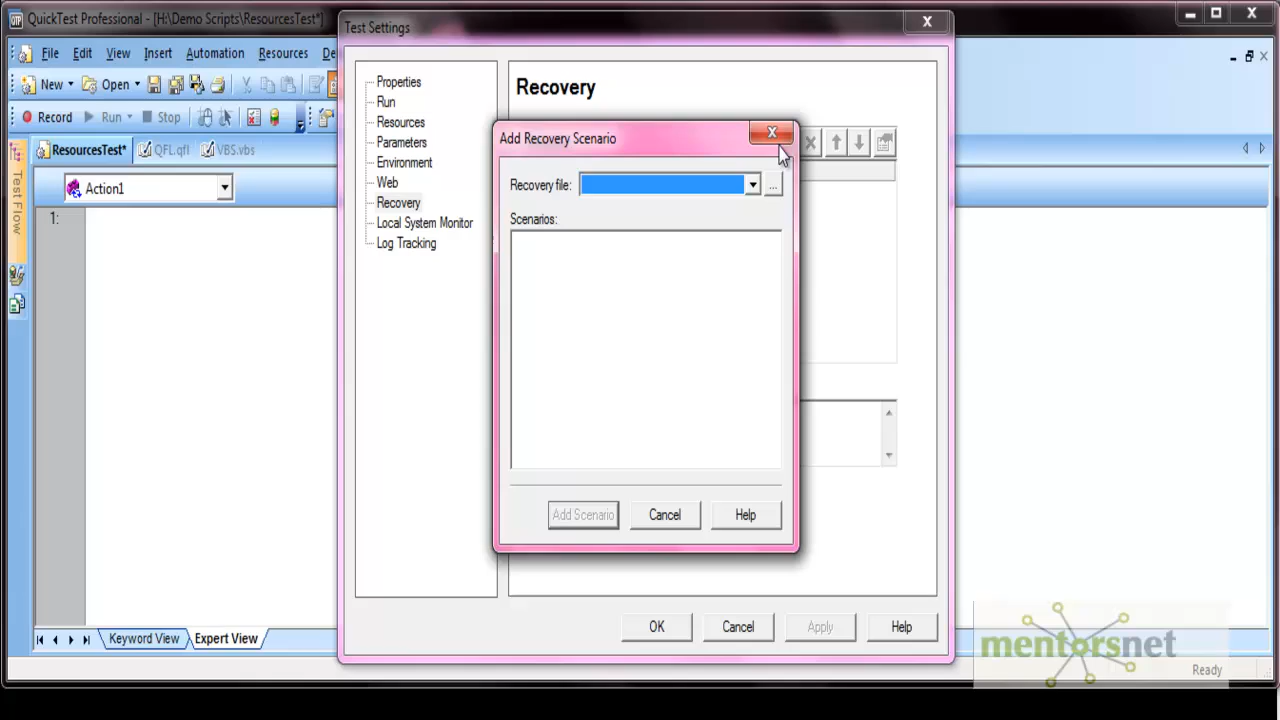 QuickTest Professional - [H:\Demo Scripts\ResourcesTest*]
Test Settings
File Edit View Insert Automation Resources De
New Open
Record Run Stop
ResourcesTest* QFL.qfl VBS.vbs
Test Flow
Action1
1:
Properties
Run
Resources
Parameters
Environment
Web
Recovery
Local System Monitor
Log Tracking
Recovery
Add Recovery Scenario
Recovery file:
...
Scenarios:
Add Scenario Cancel Help
OK Cancel Apply Help
Keyword View Expert View
mentorsnet
Ready